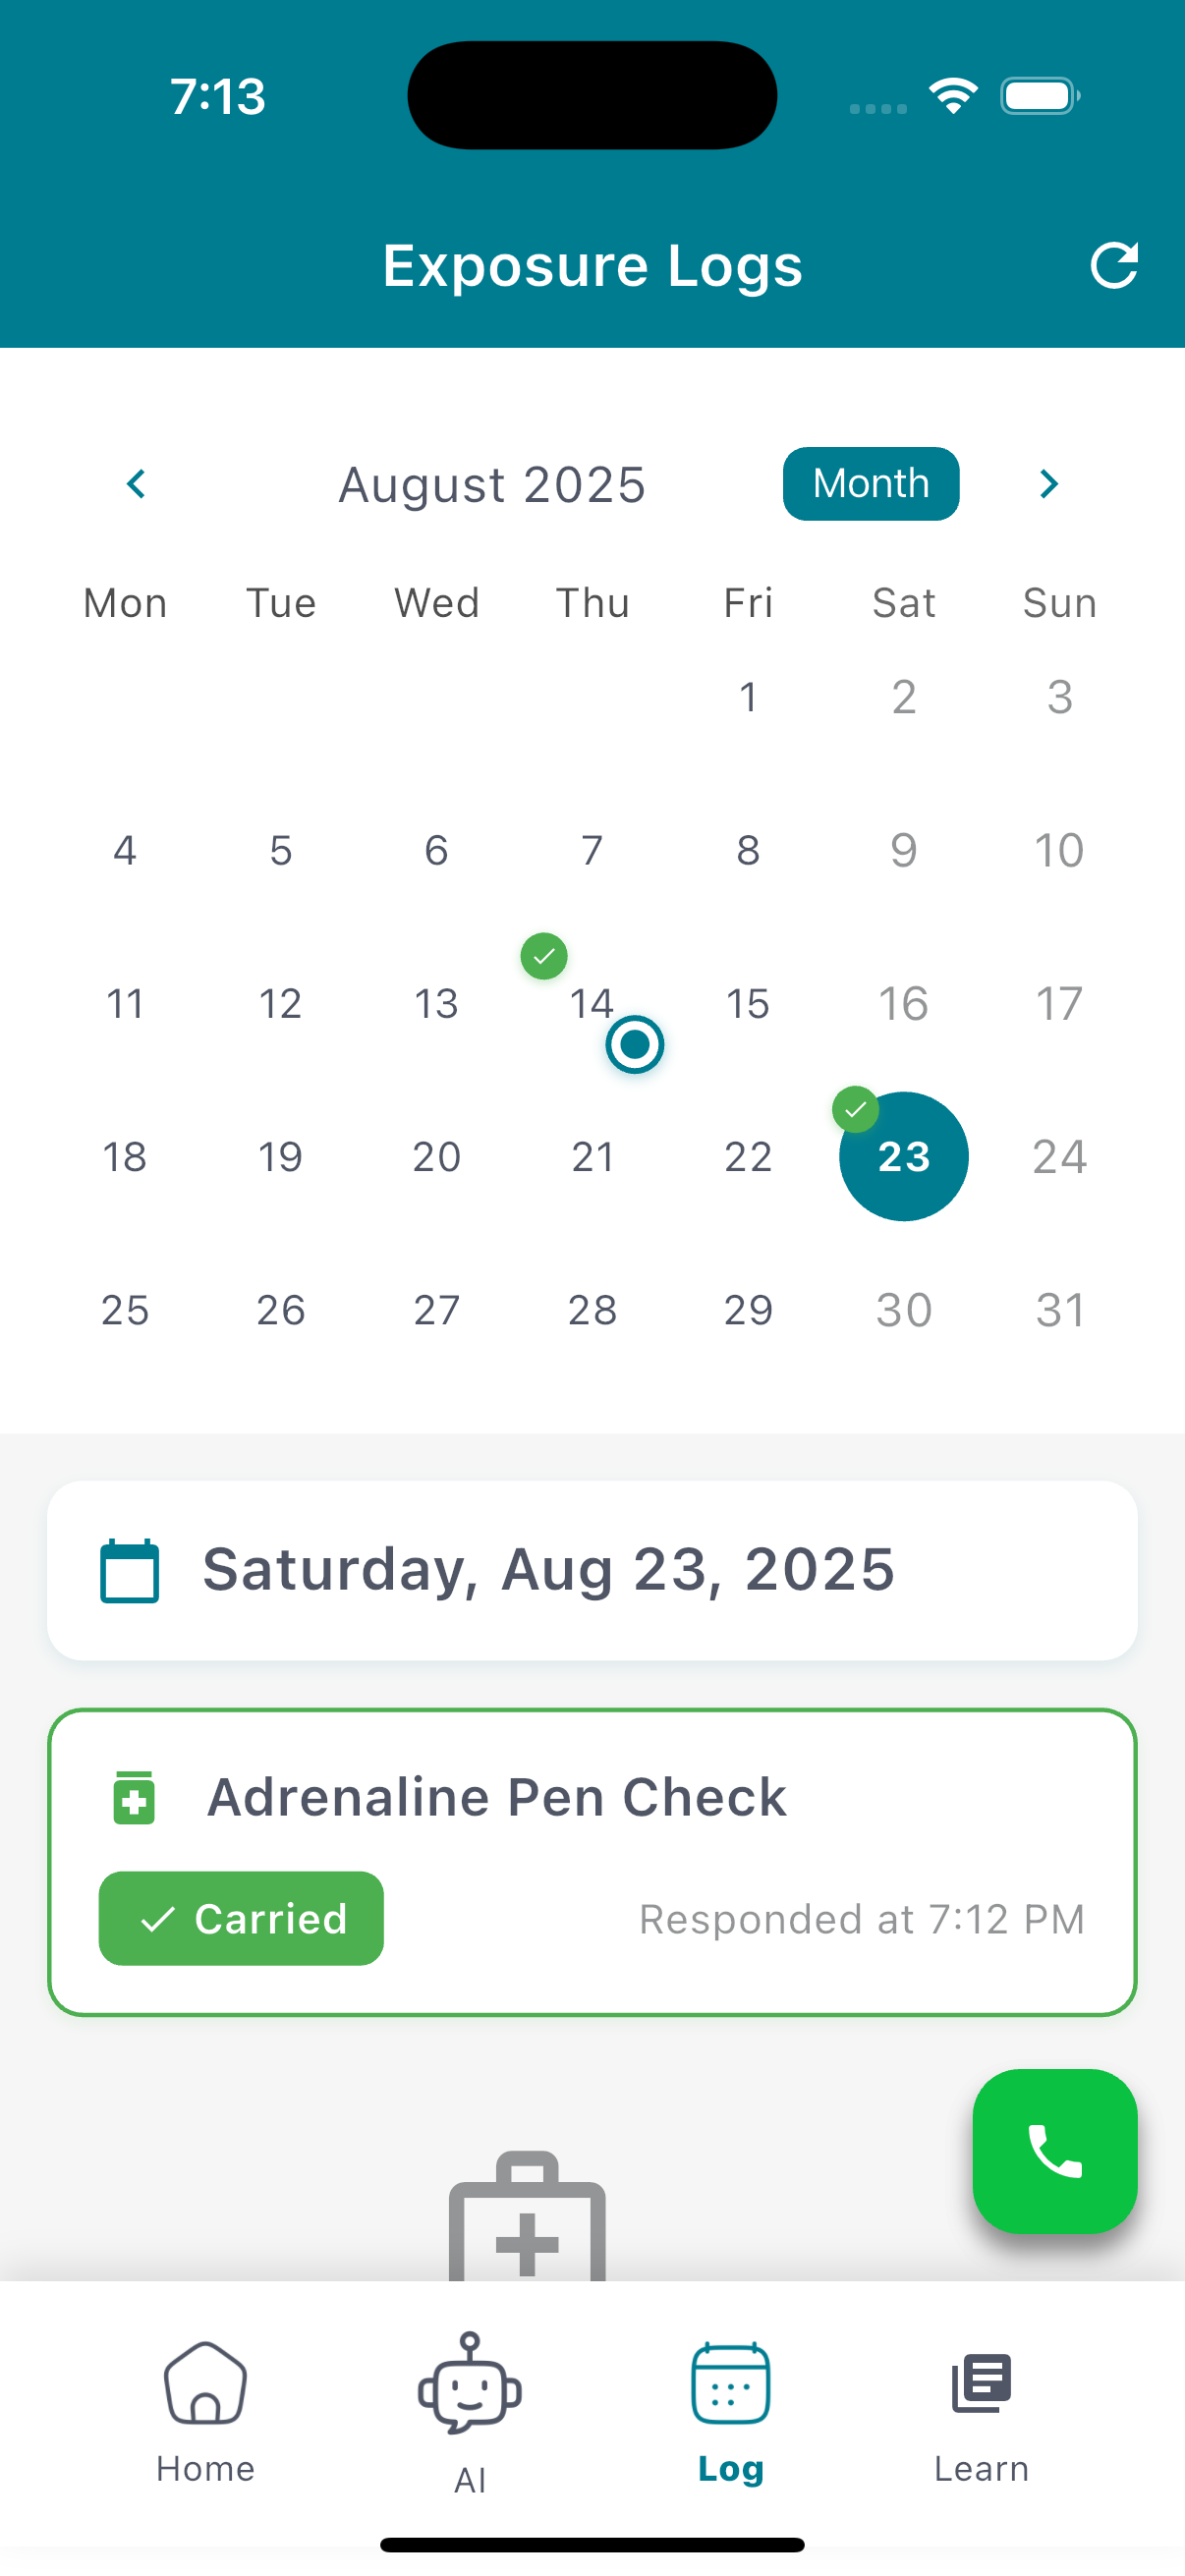 7:13
Exposure Logs
August 2025 Month
Mon Tue Wed Thu Fri Sat Sun
1 2 3
4 5 6 7 8 9 10
11 12 13 14 15 16 17
18 19 20 21 22 23 24
25 26 27 28 29 30 31
Saturday, Aug 23, 2025
Adrenaline Pen Check
Carried Responded at 7:12 PM
Home AI Log Learn